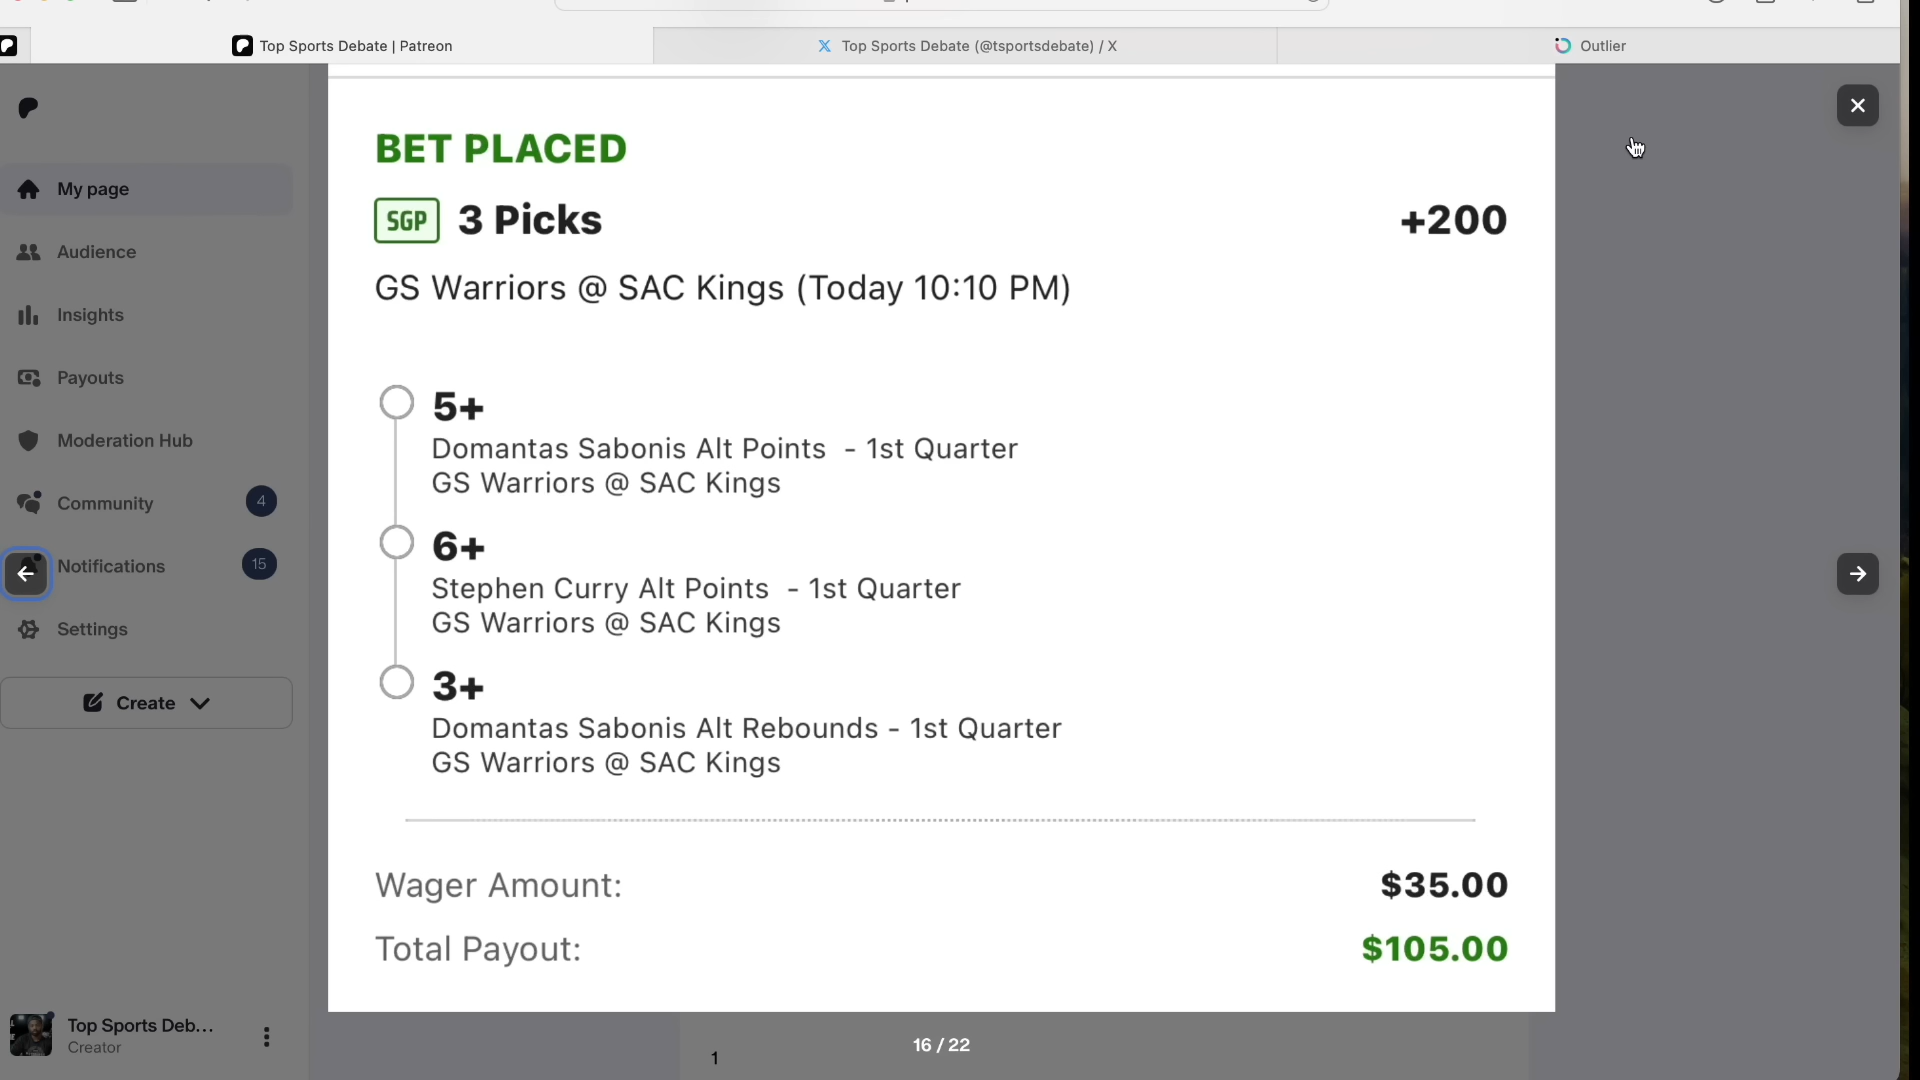 Top Sports Debate | Patreon
Top Sports Debate (@tsportsdebate) / X
Outlier
My page
Audience
Insights
Payouts
Moderation Hub
Community 4
Notifications 15
Settings
Create
Top Sports Deb...
Creator
BET PLACED
SGP 3 Picks +200
GS Warriors @ SAC Kings (Today 10:10 PM)
5+
Domantas Sabonis Alt Points - 1st Quarter
GS Warriors @ SAC Kings
6+
Stephen Curry Alt Points - 1st Quarter
GS Warriors @ SAC Kings
3+
Domantas Sabonis Alt Rebounds - 1st Quarter
GS Warriors @ SAC Kings
Wager Amount: $35.00
Total Payout: $105.00
16 / 22
1